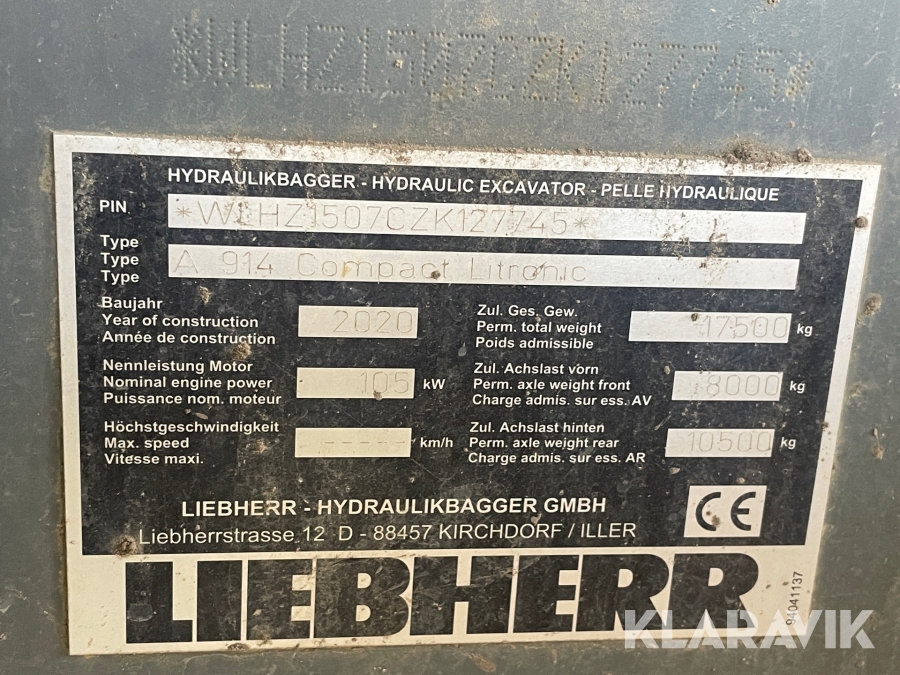 *WLHZ1507CZK127745*
HYDRAULIKBAGGER - HYDRAULIC EXCAVATOR - PELLE HYDRAULIQUE
PIN *WLHZ1507CZK127745*
Type
Type A 914 Compact Litronic
Type
Baujahr
Year of construction 2020
Année de construction
Zul. Ges. Gew.
Perm. total weight 17500 kg
Poids admissible
Nennleistung Motor
Nominal engine power 105 kW
Puissance nom. moteur
Zul. Achslast vorn
Perm. axle weight front 8000 kg
Charge admis. sur ess. AV
Höchstgeschwindigkeit
Max. speed ----- km/h
Vitesse maxi.
Zul. Achslast hinten
Perm. axle weight rear 10500 kg
Charge admis. sur ess. AR
LIEBHERR - HYDRAULIKBAGGER GMBH
Liebherrstrasse 12 D - 88457 KIRCHDORF / ILLER
CE
LIEBHERR
94041137
KLARAVIK